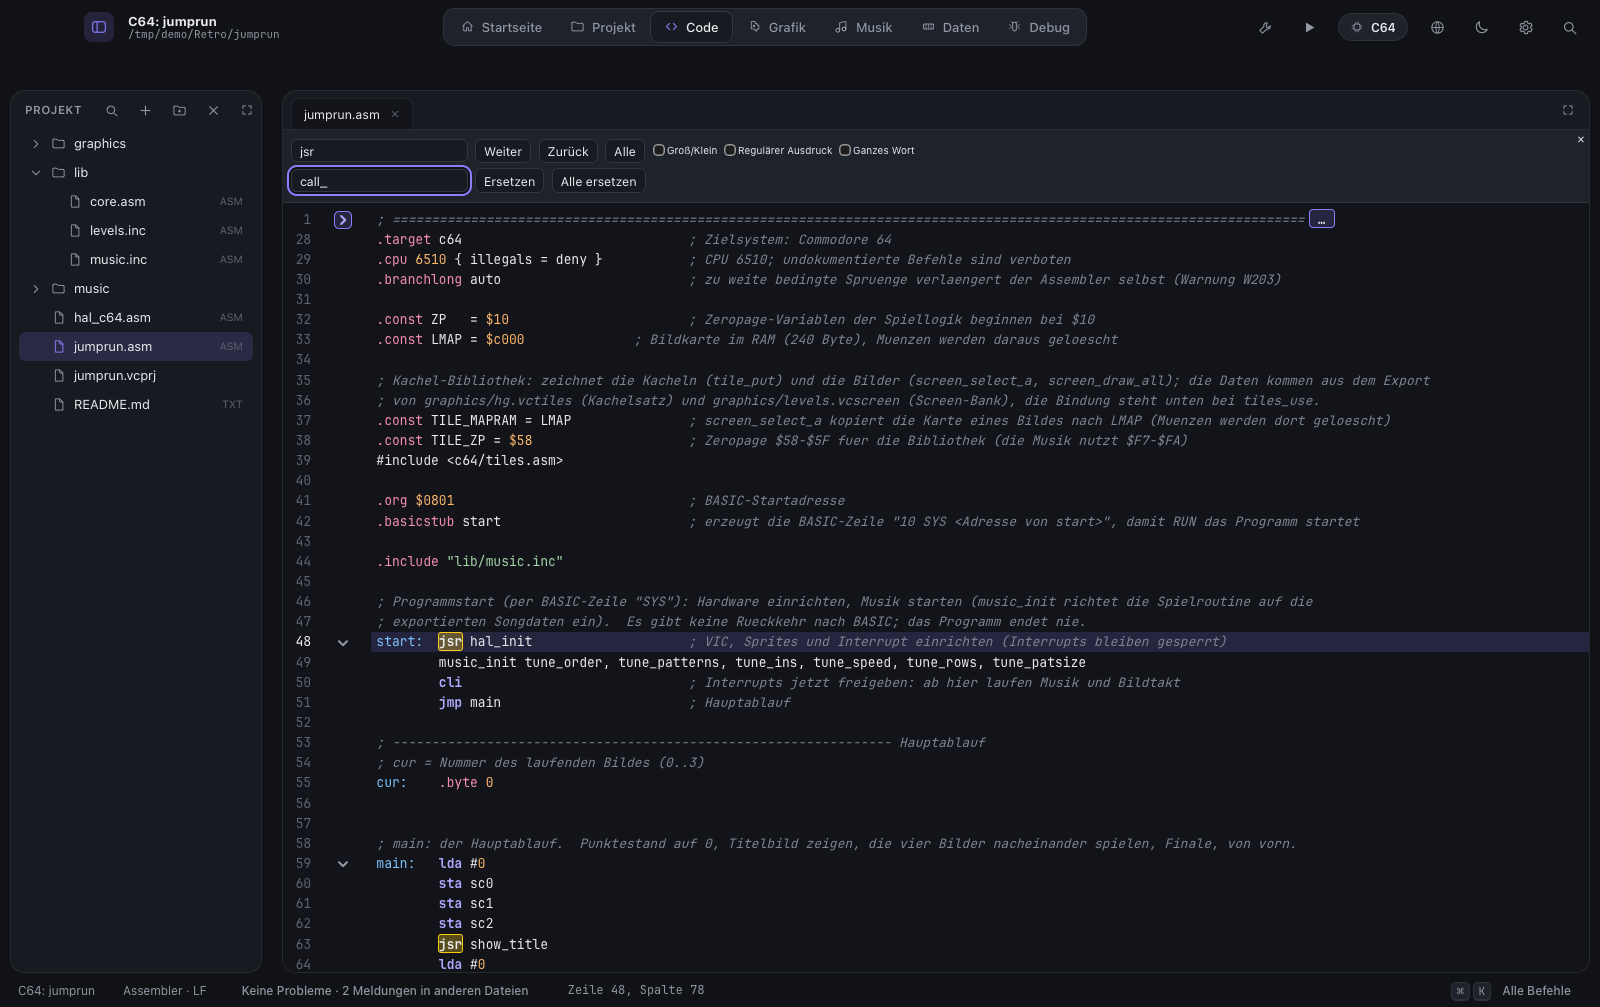 C64: jumprun
/tmp/demo/Retro/jumprun
Startseite Projekt Code Grafik Musik Daten Debug
C64
PROJEKT
graphics
lib
core.asm ASM
levels.inc ASM
music.inc ASM
music
hal_c64.asm ASM
jumprun.asm ASM
jumprun.vcprj
README.md TXT
jumprun.asm ×
jsr Weiter Zurück Alle Groß/Klein Regulärer Ausdruck Ganzes Wort ×
call_ Ersetzen Alle ersetzen
1 ; ===================================================================================================================== …
28 .target c64 ; Zielsystem: Commodore 64
29 .cpu 6510 { illegals = deny } ; CPU 6510; undokumentierte Befehle sind verboten
30 .branchlong auto ; zu weite bedingte Spruenge verlaengert der Assembler selbst (Warnung W203)
31
32 .const ZP = $10 ; Zeropage-Variablen der Spiellogik beginnen bei $10
33 .const LMAP = $c000 ; Bildkarte im RAM (240 Byte), Muenzen werden daraus geloescht
34
35 ; Kachel-Bibliothek: zeichnet die Kacheln (tile_put) und die Bilder (screen_select_a, screen_draw_all); die Daten kommen aus dem Export
36 ; von graphics/hg.vctiles (Kachelsatz) und graphics/levels.vcscreen (Screen-Bank), die Bindung steht unten bei tiles_use.
37 .const TILE_MAPRAM = LMAP ; screen_select_a kopiert die Karte eines Bildes nach LMAP (Muenzen werden dort geloescht)
38 .const TILE_ZP = $58 ; Zeropage $58-$5F fuer die Bibliothek (die Musik nutzt $F7-$FA)
39 #include <c64/tiles.asm>
40
41 .org $0801 ; BASIC-Startadresse
42 .basicstub start ; erzeugt die BASIC-Zeile "10 SYS <Adresse von start>", damit RUN das Programm startet
43
44 .include "lib/music.inc"
45
46 ; Programmstart (per BASIC-Zeile "SYS"): Hardware einrichten, Musik starten (music_init richtet die Spielroutine auf die
47 ; exportierten Songdaten ein). Es gibt keine Rueckkehr nach BASIC; das Programm endet nie.
48 start: jsr hal_init ; VIC, Sprites und Interrupt einrichten (Interrupts bleiben gesperrt)
49 music_init tune_order, tune_patterns, tune_ins, tune_speed, tune_rows, tune_patsize
50 cli ; Interrupts jetzt freigeben: ab hier laufen Musik und Bildtakt
51 jmp main ; Hauptablauf
52
53 ; ---------------------------------------------------------------- Hauptablauf
54 ; cur = Nummer des laufenden Bildes (0..3)
55 cur: .byte 0
56
57
58 ; main: der Hauptablauf. Punktestand auf 0, Titelbild zeigen, die vier Bilder nacheinander spielen, Finale, von vorn.
59 main: lda #0
60 sta sc0
61 sta sc1
62 sta sc2
63 jsr show_title
64 lda #0
C64: jumprun Assembler · LF Keine Probleme · 2 Meldungen in anderen Dateien Zeile 48, Spalte 78 ⌘ K Alle Befehle